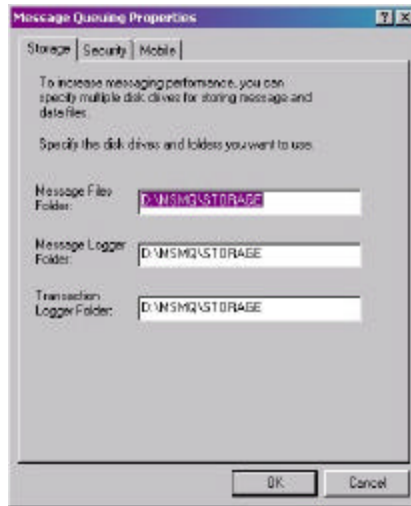 Message Queuing Properties
Storage Security Mobile
To increase messaging performance, you can
specify multiple disk drives for storing message and
data files.
Specify the disk drives and folders you want to use.
Message Files
Folder:
D:\MSMQ\STORAGE
Message Logger
Folder:
D:\MSMQ\STORAGE
Transaction
Logger Folder:
D:\MSMQ\STORAGE
OK Cancel